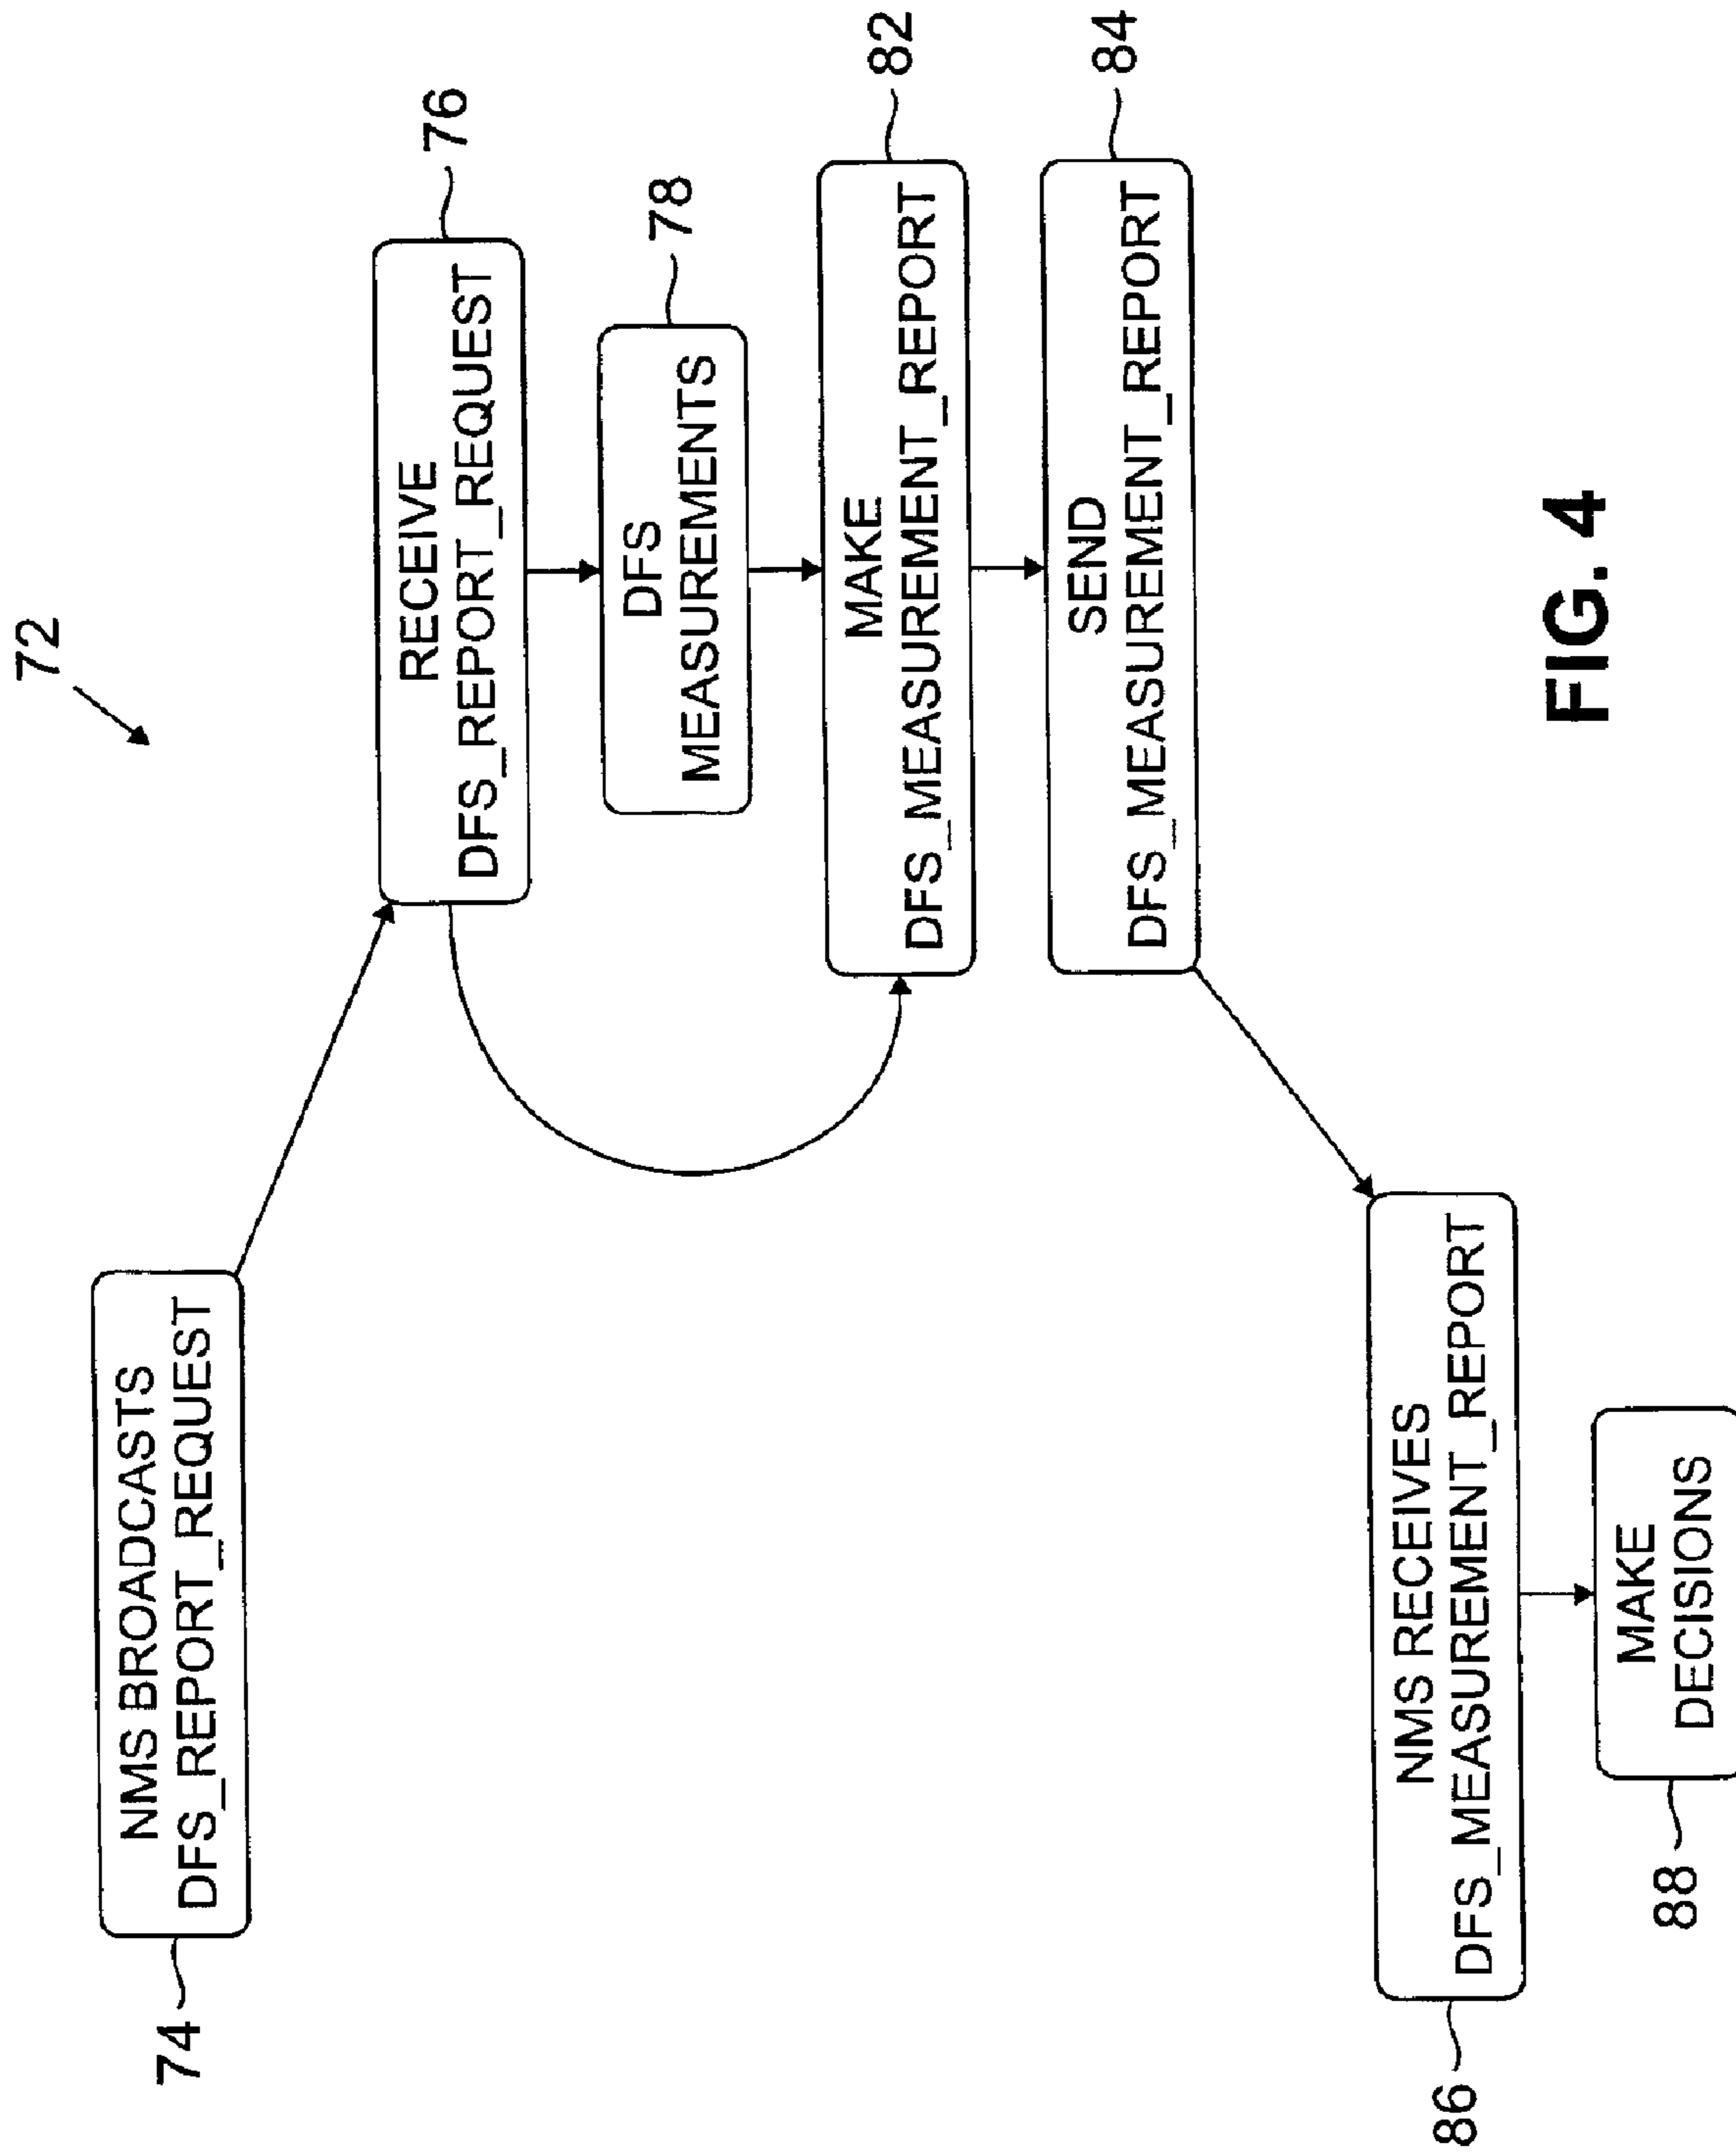 72
74
NMS BROADCASTS
DFS_REPORT_REQUEST
RECEIVE
DFS_REPORT_REQUEST
76
DFS
MEASUREMENTS
78
MAKE
DFS_MEASUREMENT_REPORT
82
SEND
DFS_MEASUREMENT_REPORT
84
86
NMS RECEIVES
DFS_MEASUREMENT_REPORT
88
MAKE
DECISIONS
FIG. 4